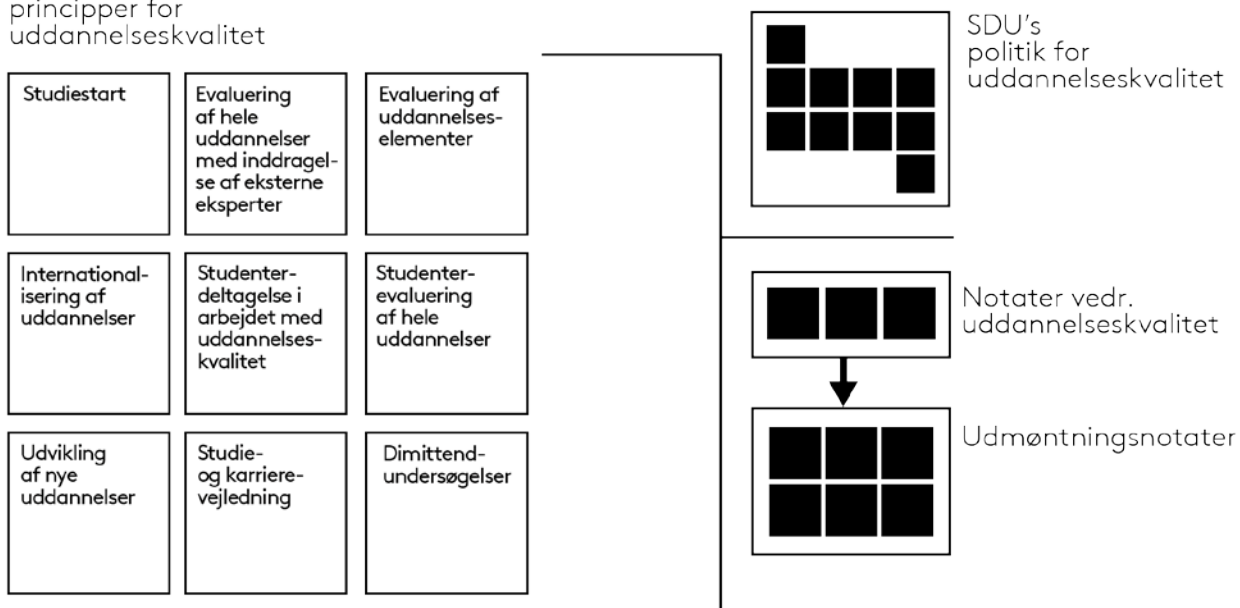 principper for
uddannelseskvalitet
Studiestart
Evaluering
af hele
uddannelser
med inddragel-
se af eksterne
eksperter
Evaluering af
uddannelses-
elementer
International-
isering af
uddannelser
Studenter-
deltagelse i
arbejdet med
uddannelses-
kvalitet
Studenter-
evaluering
af hele
uddannelser
Udvikling
af nye
uddannelser
Studie-
og karriere-
vejledning
Dimittend-
undersøgelser
SDU's
politik for
uddannelseskvalitet
Notater vedr.
uddannelseskvalitet
Udmøntningsnotater